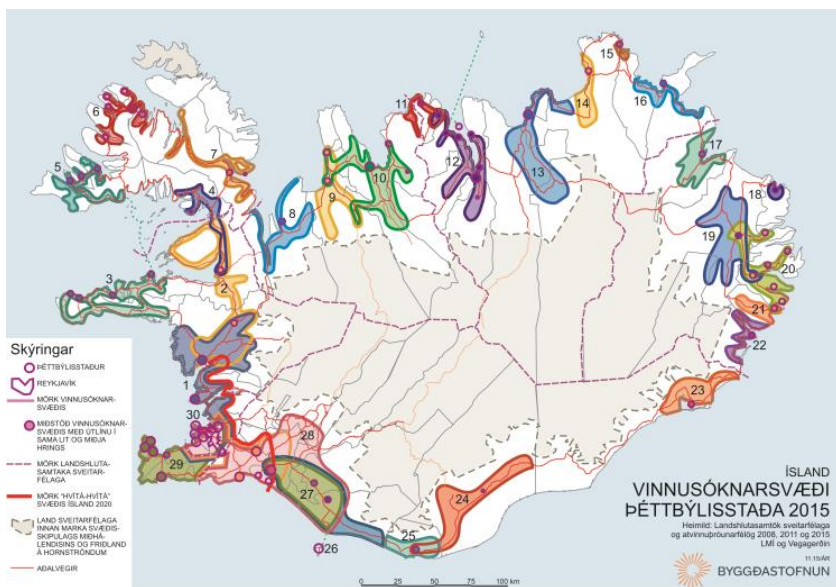 15
6
11
14
16
7
12
5
17
13
10
4
18
9
8
19
20
3
2
21
22
Skýringar
ÞÉTTBÝLISSTAÐUR
REYKJAVÍK
MÖRK VINNUSÓKNAR-
SVÆÐIS
MIÐSTÖÐ VINNUSÓKNAR-
SVÆÐIS MEÐ ÚTLÍNU Í
SAMA LIT OG MIÐJA
HRINGS
MÖRK LANDSHLUTA-
SAMTAKA SVEITAR-
FÉLAGA
MÖRK "HVÍTÁ-HVÍTÁ"
SVÆÐIS ÍSLAND 2020
LAND SVEITARFÉLAGA
INNAN MARKA SVÆÐIS-
SKIPULAGS MIÐHÁ-
LENDISINS OG FRIÐLAND
Á HORNSTRÖNDUM
AÐALVEGIR
1
23
30
28
29
27
24
25
26
ÍSLAND
VINNUSÓKNARSVÆÐI
ÞÉTTBÝLISSTAÐA 2015
Heimild: Landshlutasamtök sveitarfélaga
og atvinnuþróunarfélög 2008, 2011 og 2015
LMÍ og Vegagerðin
11.15/ÁR
BYGGÐASTOFNUN
0 25 50 75 100 km